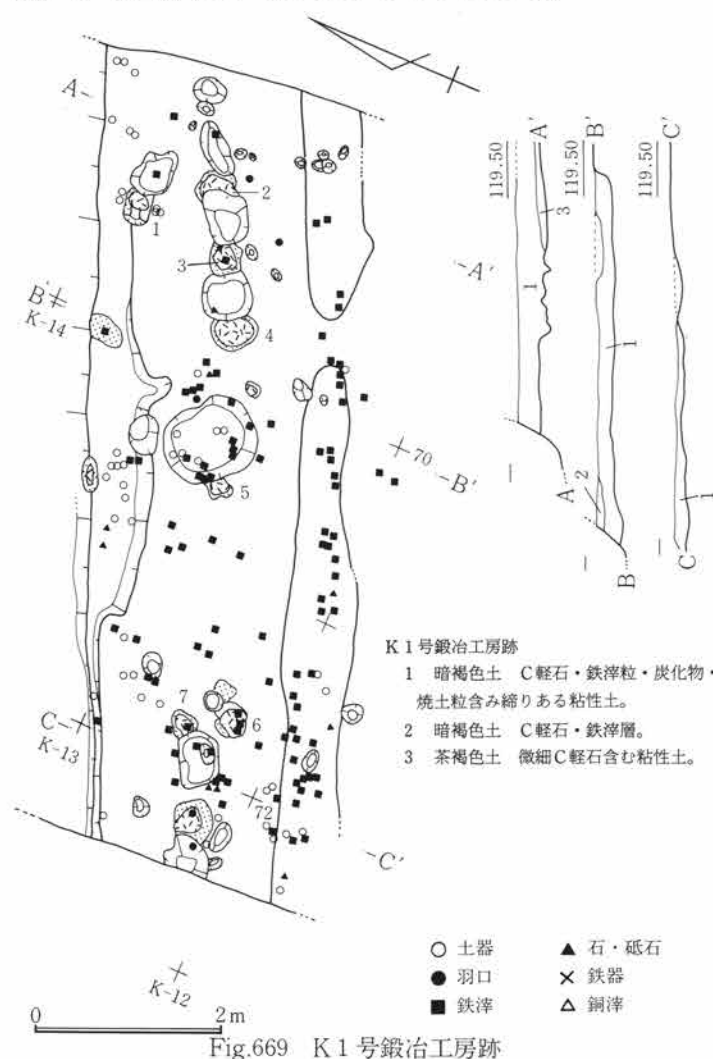 A-
A'
119.50
B'
119.50
C'
119.50
2
1
3
3
1
-A'
B'
K-14
4
1
70
-B'
5
A
2
B
1
C
K1号鍛冶工房跡
1 暗褐色土 C軽石・鉄滓粒・炭化物・
焼土粒含み締りある粘性土。
2 暗褐色土 C軽石・鉄滓層。
3 茶褐色土 微細C軽石含む粘性土。
7
6
C-
K-13
72
-C'
K-12
○ 土器 ▲ 石・砥石
● 羽口 × 鉄器
■ 鉄滓 △ 銅滓
0 2m
Fig.669 K1号鍛冶工房跡